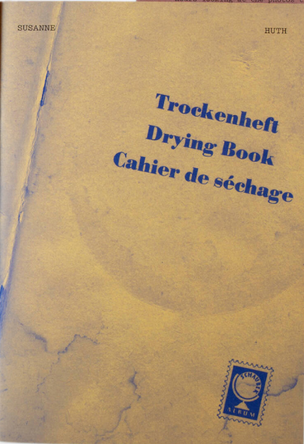 SUSANNE HUTH
Trockenheft
Drying Book
Cahier de séchage